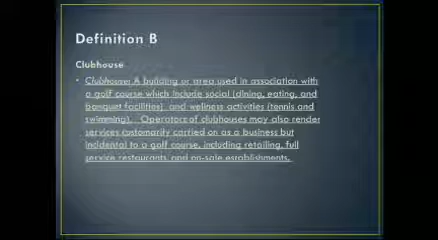 Definition B
Clubhouse
• Clubhouse: A building or area used in association with
a golf course which include social (dining, eating, and
banquet facilities), and wellness activities (tennis and
swimming). Operators of clubhouses may also render
services customarily carried on as a business but
incidental to a golf course, including retailing, full
service restaurants, and on-sale establishments.